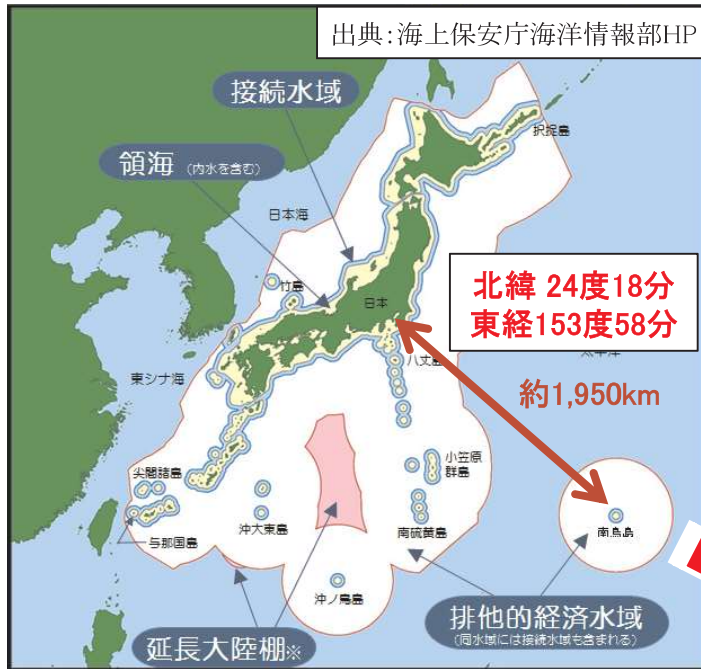 出典:海上保安庁海洋情報部HP
接続水域
領海 (内水を含む)
択捉島
日本海
竹島
日本
北緯 24度18分
東経153度58分
八丈島
東シナ海
約1,950km
小笠原
群島
尖閣諸島
沖大東島
南硫黄島
南鳥島
与那国島
沖ノ鳥島
排他的経済水域
(同水域には接続水域も含まれる)
延長大陸棚※